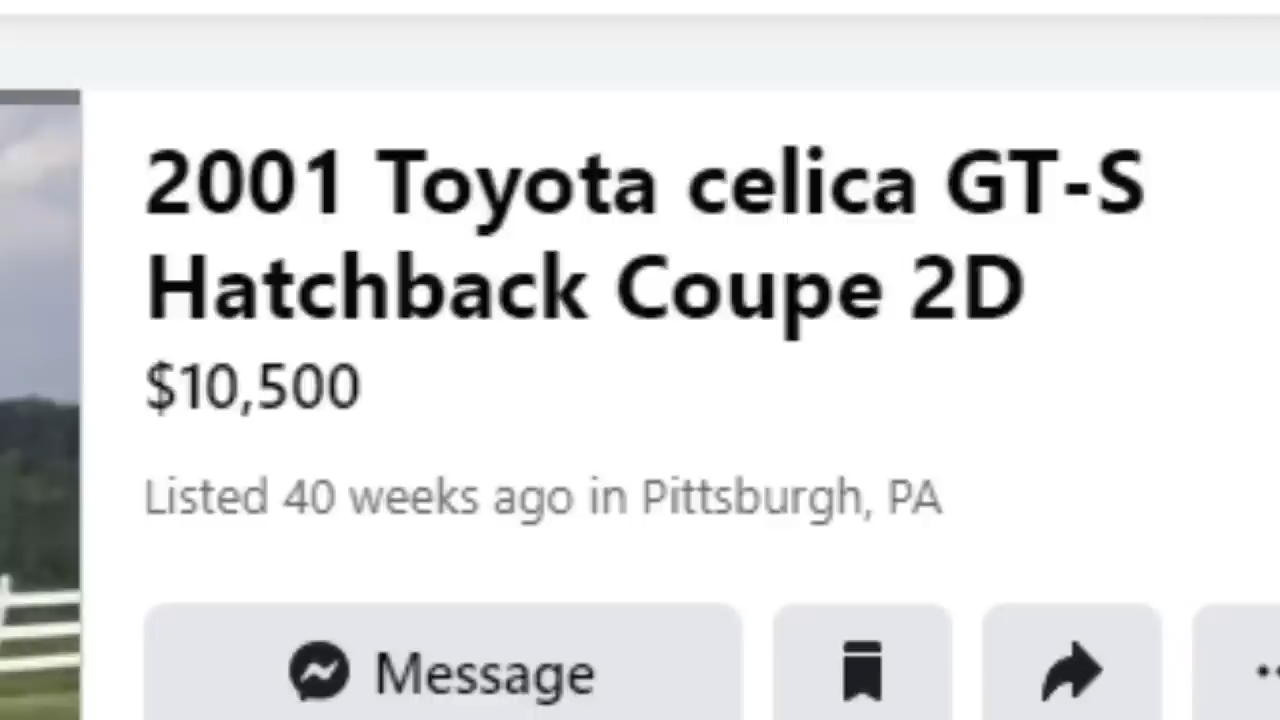 2001 Toyota celica GT-S
Hatchback Coupe 2D
$10,500
Listed 40 weeks ago in Pittsburgh, PA
Message